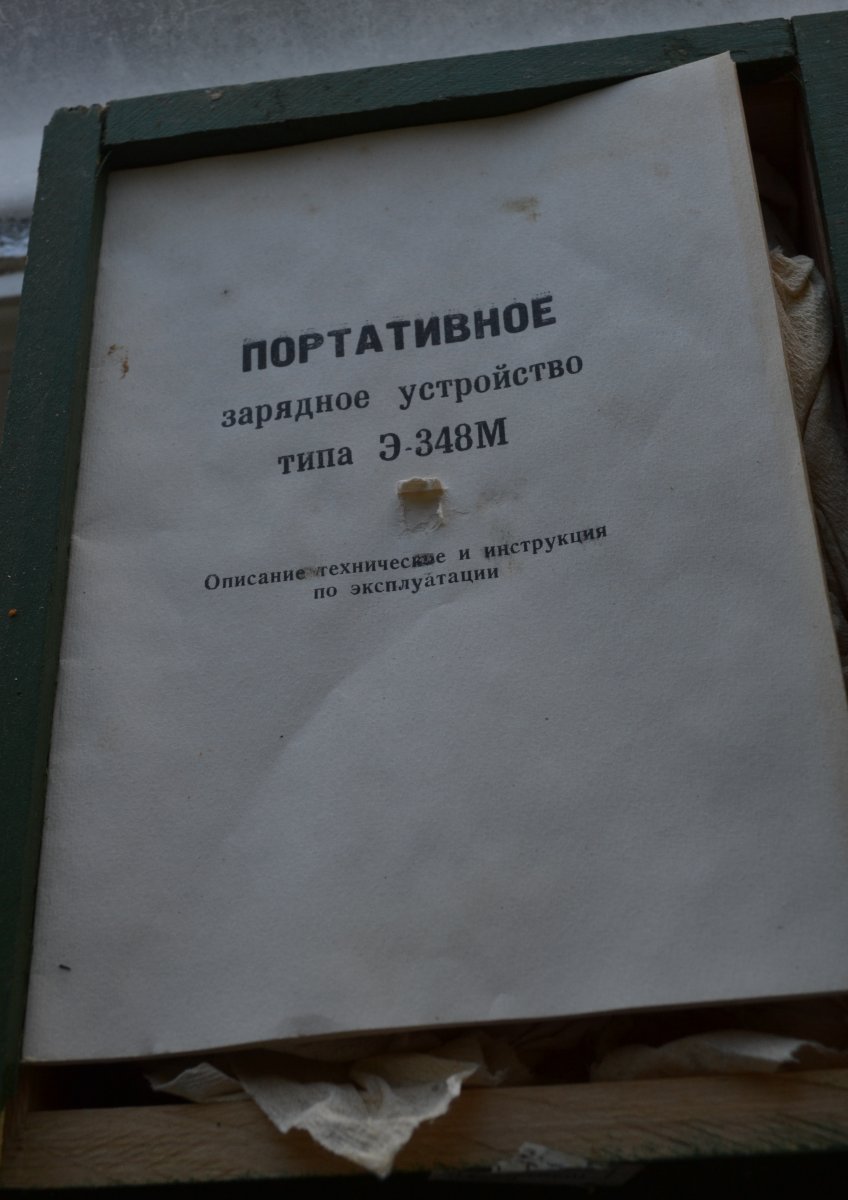 ПОРТАТИВНОЕ
зарядное устройство
типа Э-348М
Описание техническое и инструкция
по эксплуатации